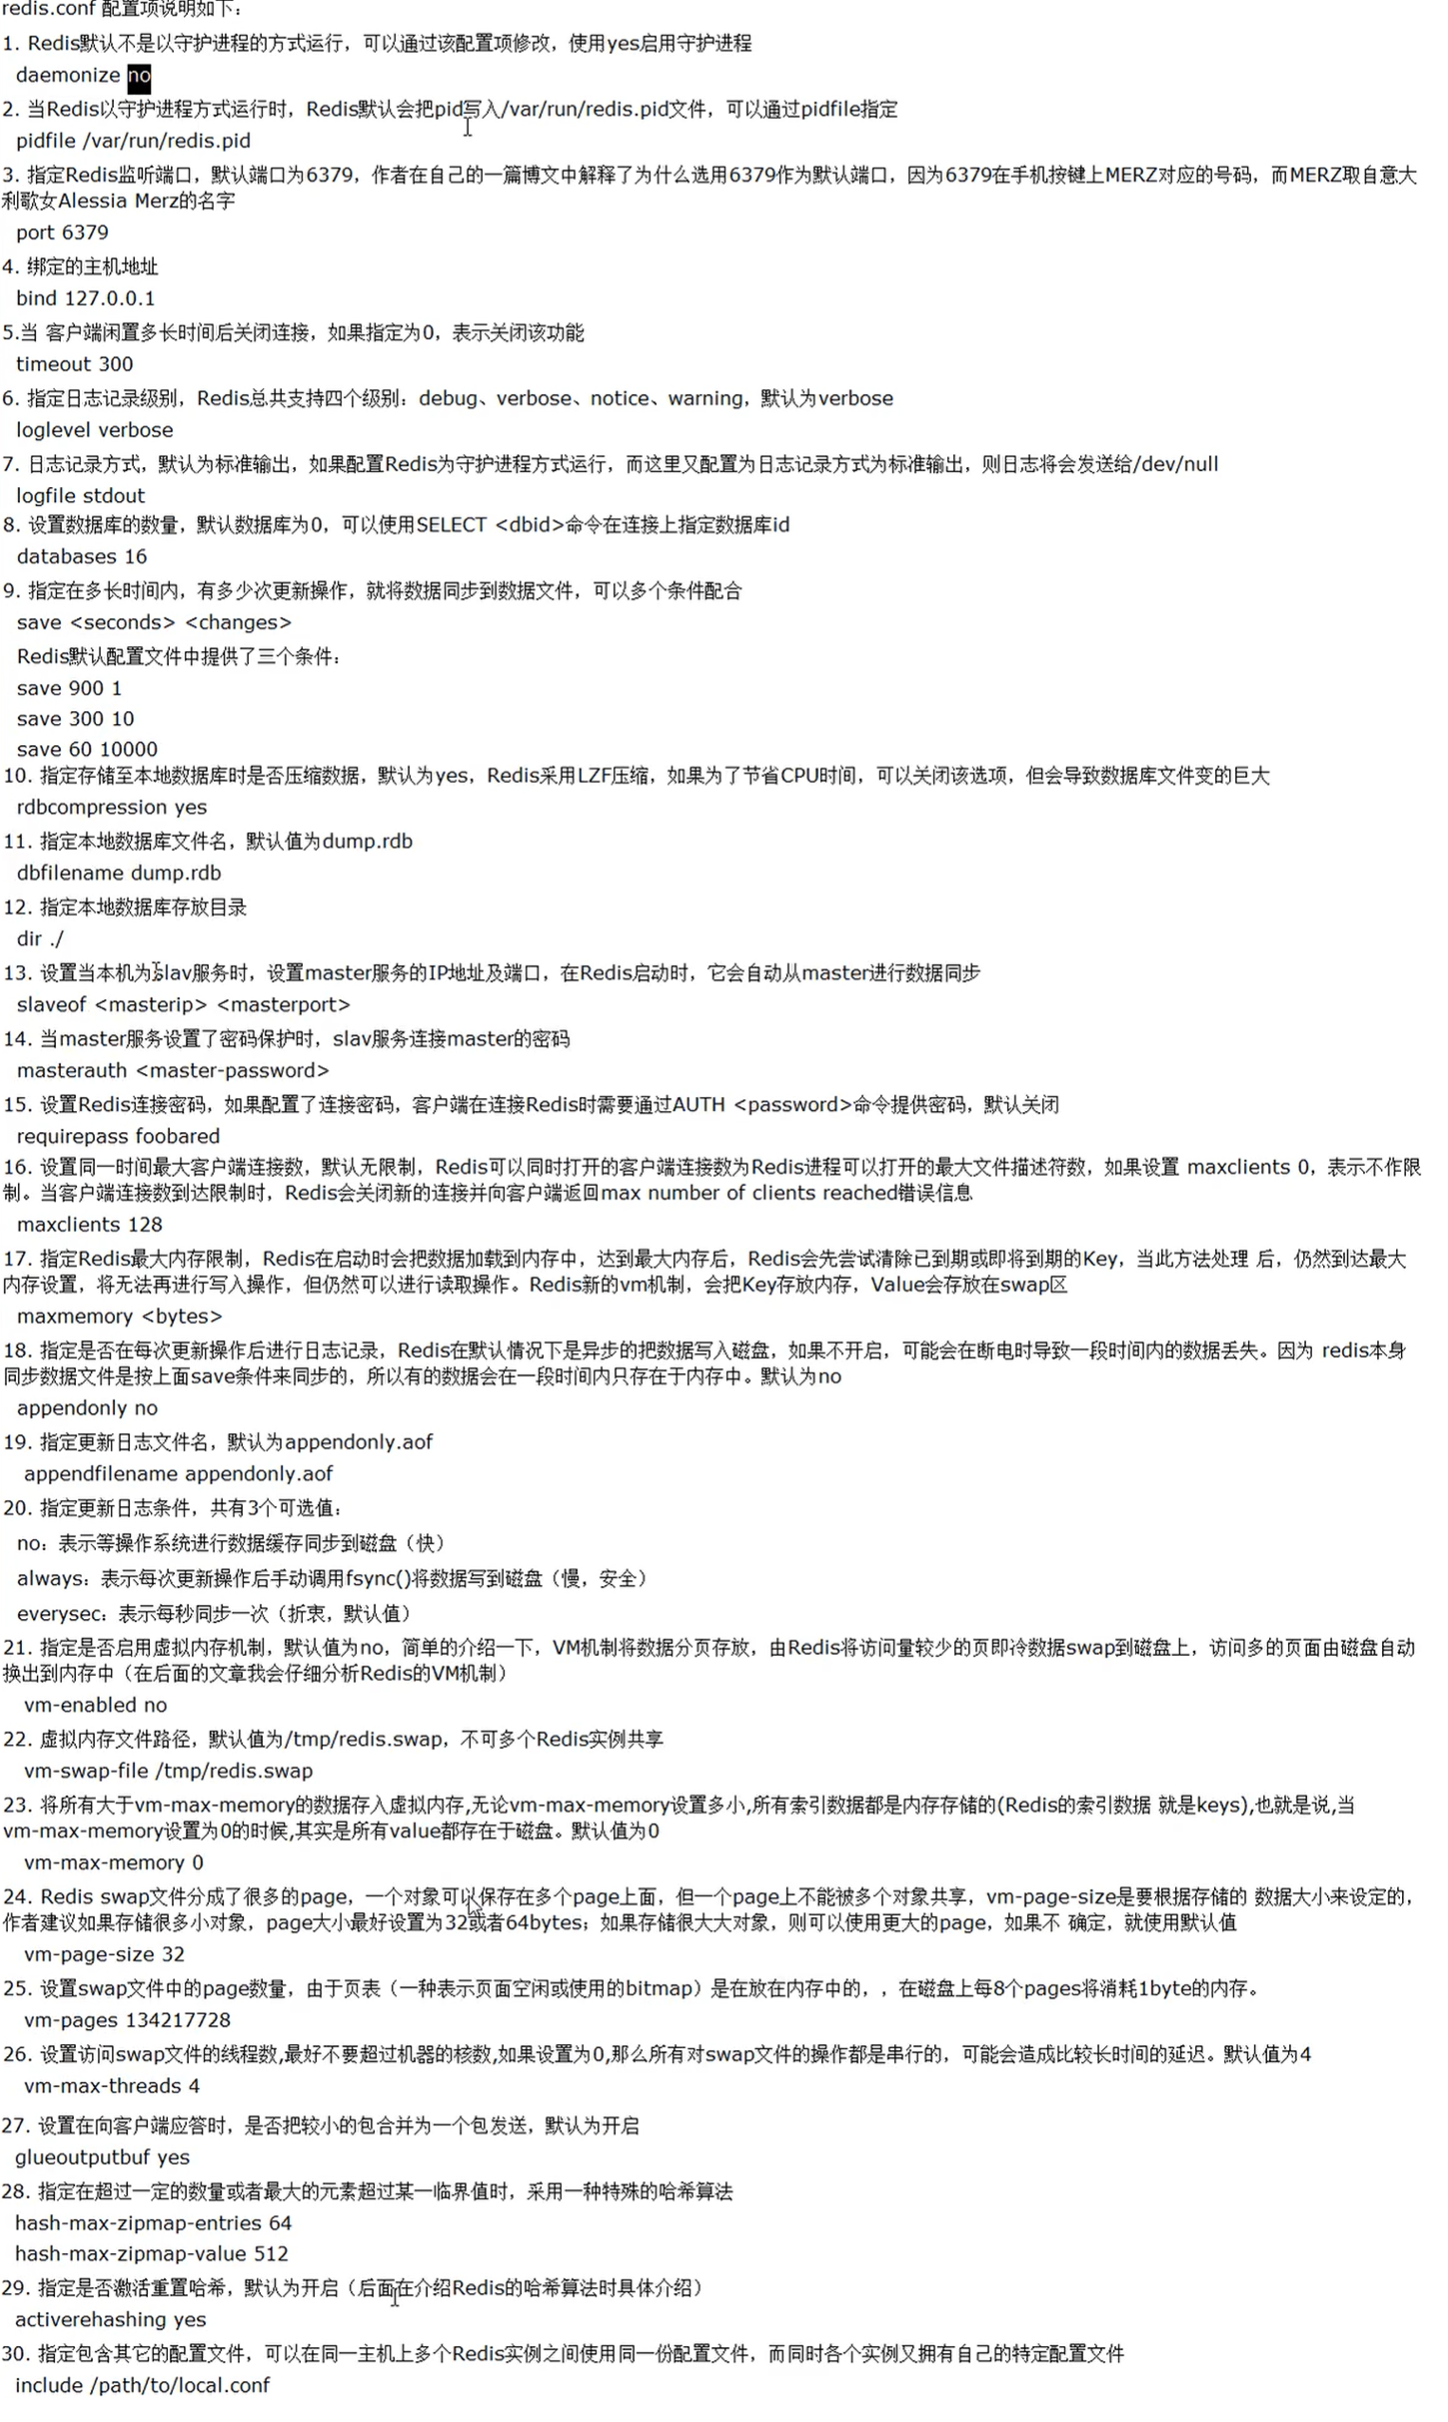 redis.conf 配置项说明如下：
1. Redis默认不是以守护进程的方式运行，可以通过该配置项修改，使用yes启用守护进程
daemonize no
2. 当Redis以守护进程方式运行时，Redis默认会把pid写入/var/run/redis.pid文件，可以通过pidfile指定
pidfile /var/run/redis.pid
3. 指定Redis监听端口，默认端口为6379，作者在自己的一篇博文中解释了为什么选用6379作为默认端口，因为6379在手机按键上MERZ对应的号码，而MERZ取自意大
利歌女Alessia Merz的名字
port 6379
4. 绑定的主机地址
bind 127.0.0.1
5.当 客户端闲置多长时间后关闭连接，如果指定为0，表示关闭该功能
timeout 300
6. 指定日志记录级别，Redis总共支持四个级别：debug、verbose、notice、warning，默认为verbose
loglevel verbose
7. 日志记录方式，默认为标准输出，如果配置Redis为守护进程方式运行，而这里又配置为日志记录方式为标准输出，则日志将会发送给/dev/null
logfile stdout
8. 设置数据库的数量，默认数据库为0，可以使用SELECT <dbid>命令在连接上指定数据库id
databases 16
9. 指定在多长时间内，有多少次更新操作，就将数据同步到数据文件，可以多个条件配合
save <seconds> <changes>
Redis默认配置文件中提供了三个条件：
save 900 1
save 300 10
save 60 10000
10. 指定存储至本地数据库时是否压缩数据，默认为yes，Redis采用LZF压缩，如果为了节省CPU时间，可以关闭该选项，但会导致数据库文件变的巨大
rdbcompression yes
11. 指定本地数据库文件名，默认值为dump.rdb
dbfilename dump.rdb
12. 指定本地数据库存放目录
dir ./
13. 设置当本机为slav服务时，设置master服务的IP地址及端口，在Redis启动时，它会自动从master进行数据同步
slaveof <masterip> <masterport>
14. 当master服务设置了密码保护时，slav服务连接master的密码
masterauth <master-password>
15. 设置Redis连接密码，如果配置了连接密码，客户端在连接Redis时需要通过AUTH <password>命令提供密码，默认关闭
requirepass foobared
16. 设置同一时间最大客户端连接数，默认无限制，Redis可以同时打开的客户端连接数为Redis进程可以打开的最大文件描述符数，如果设置 maxclients 0，表示不作限
制。当客户端连接数到达限制时，Redis会关闭新的连接并向客户端返回max number of clients reached错误信息
maxclients 128
17. 指定Redis最大内存限制，Redis在启动时会把数据加载到内存中，达到最大内存后，Redis会先尝试清除已到期或即将到期的Key，当此方法处理 后，仍然到达最大
内存设置，将无法再进行写入操作，但仍然可以进行读取操作。Redis新的vm机制，会把Key存放内存，Value会存放在swap区
maxmemory <bytes>
18. 指定是否在每次更新操作后进行日志记录，Redis在默认情况下是异步的把数据写入磁盘，如果不开启，可能会在断电时导致一段时间内的数据丢失。因为 redis本身
同步数据文件是按上面save条件来同步的，所以有的数据会在一段时间内只存在于内存中。默认为no
appendonly no
19. 指定更新日志文件名，默认为appendonly.aof
appendfilename appendonly.aof
20. 指定更新日志条件，共有3个可选值：
no：表示等操作系统进行数据缓存同步到磁盘（快）
always：表示每次更新操作后手动调用fsync()将数据写到磁盘（慢，安全）
everysec：表示每秒同步一次（折衷，默认值）
21. 指定是否启用虚拟内存机制，默认值为no，简单的介绍一下，VM机制将数据分页存放，由Redis将访问量较少的页即冷数据swap到磁盘上，访问多的页面由磁盘自动
换出到内存中（在后面的文章我会仔细分析Redis的VM机制）
vm-enabled no
22. 虚拟内存文件路径，默认值为/tmp/redis.swap，不可多个Redis实例共享
vm-swap-file /tmp/redis.swap
23. 将所有大于vm-max-memory的数据存入虚拟内存,无论vm-max-memory设置多小,所有索引数据都是内存存储的(Redis的索引数据 就是keys),也就是说,当
vm-max-memory设置为0的时候,其实是所有value都存在于磁盘。默认值为0
vm-max-memory 0
24. Redis swap文件分成了很多的page，一个对象可以保存在多个page上面，但一个page上不能被多个对象共享，vm-page-size是要根据存储的 数据大小来设定的，
作者建议如果存储很多小对象，page大小最好设置为32或者64bytes；如果存储很大大对象，则可以使用更大的page，如果不 确定，就使用默认值
vm-page-size 32
25. 设置swap文件中的page数量，由于页表（一种表示页面空闲或使用的bitmap）是在放在内存中的，，在磁盘上每8个pages将消耗1byte的内存。
vm-pages 134217728
26. 设置访问swap文件的线程数,最好不要超过机器的核数,如果设置为0,那么所有对swap文件的操作都是串行的，可能会造成比较长时间的延迟。默认值为4
vm-max-threads 4
27. 设置在向客户端应答时，是否把较小的包合并为一个包发送，默认为开启
glueoutputbuf yes
28. 指定在超过一定的数量或者最大的元素超过某一临界值时，采用一种特殊的哈希算法
hash-max-zipmap-entries 64
hash-max-zipmap-value 512
29. 指定是否激活重置哈希，默认为开启（后面在介绍Redis的哈希算法时具体介绍）
activerehashing yes
30. 指定包含其它的配置文件，可以在同一主机上多个Redis实例之间使用同一份配置文件，而同时各个实例又拥有自己的特定配置文件
include /path/to/local.conf